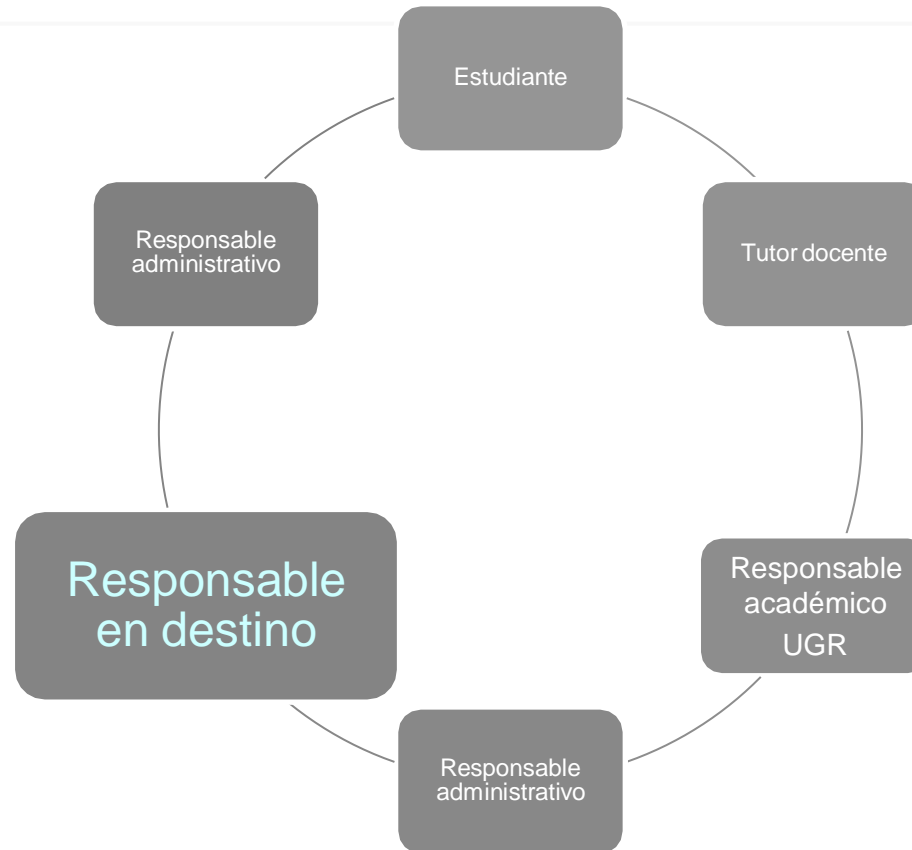 Estudiante
Tutor docente
Responsable
académico
UGR
Responsable
administrativo
Responsable
en destino
Responsable
administrativo